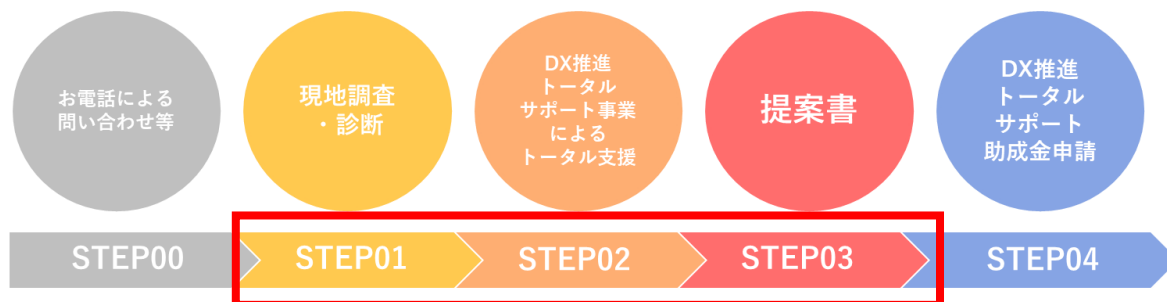 お電話による
問い合わせ等
現地調査
・診断
DX推進
トータル
サポート事業
による
トータル支援
提案書
DX推進
トータル
サポート
助成金申請
STEP00
STEP01
STEP02
STEP03
STEP04